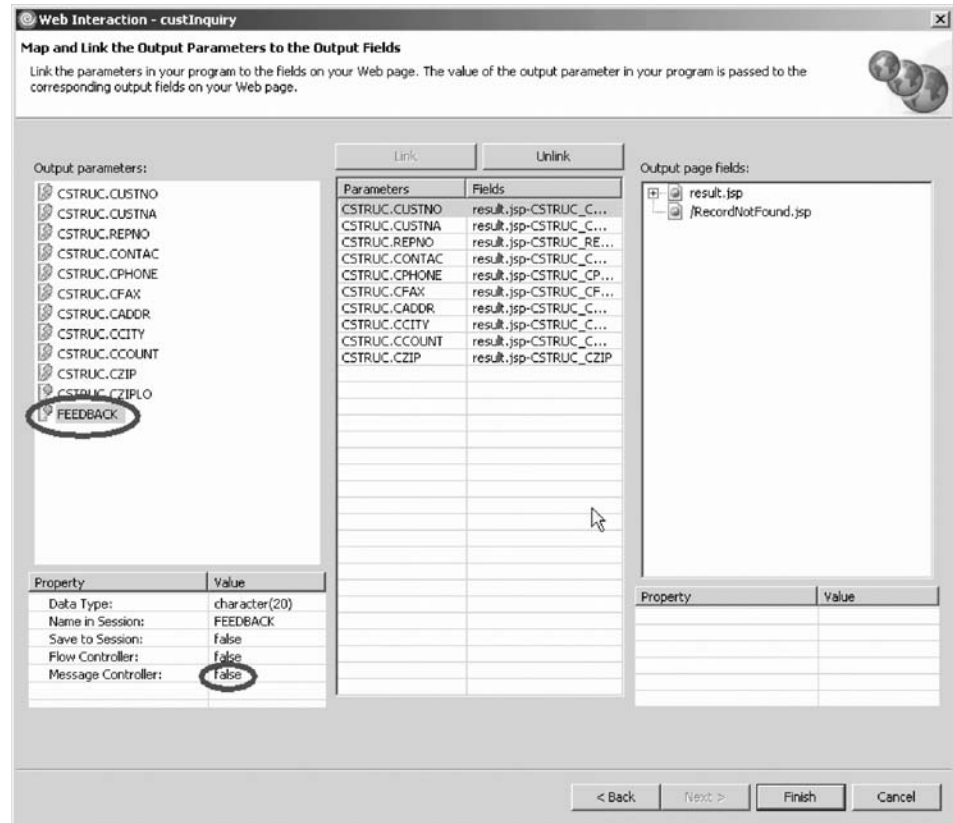 Web Interaction - custInquiry
Map and Link the Output Parameters to the Output Fields
Link the parameters in your program to the fields on your Web page. The value of the output parameter in your program is passed to the
corresponding output fields on your Web page.
Output parameters:
CSTRUC.CUSTNO
CSTRUC.CUSTNA
CSTRUC.REPNO
CSTRUC.CONTAC
CSTRUC.CPHONE
CSTRUC.CFAX
CSTRUC.CADDR
CSTRUC.CCITY
CSTRUC.CCOUNT
CSTRUC.CZIP
CSTRUC.CZIPLO
FEEDBACK
Property Value
Data Type: character(20)
Name in Session: FEEDBACK
Save to Session: false
Flow Controller: false
Message Controller: false
Link Unlink
Parameters Fields
CSTRUC.CUSTNO result.jsp-CSTRUC_C...
CSTRUC.CUSTNA result.jsp-CSTRUC_C...
CSTRUC.REPNO result.jsp-CSTRUC_RE...
CSTRUC.CONTAC result.jsp-CSTRUC_C...
CSTRUC.CPHONE result.jsp-CSTRUC_CP...
CSTRUC.CFAX result.jsp-CSTRUC_CF...
CSTRUC.CADDR result.jsp-CSTRUC_C...
CSTRUC.CCITY result.jsp-CSTRUC_C...
CSTRUC.CCOUNT result.jsp-CSTRUC_C...
CSTRUC.CZIP result.jsp-CSTRUC_CZIP
Output page fields:
result.jsp
/RecordNotFound.jsp
Property Value
< Back Next > Finish Cancel